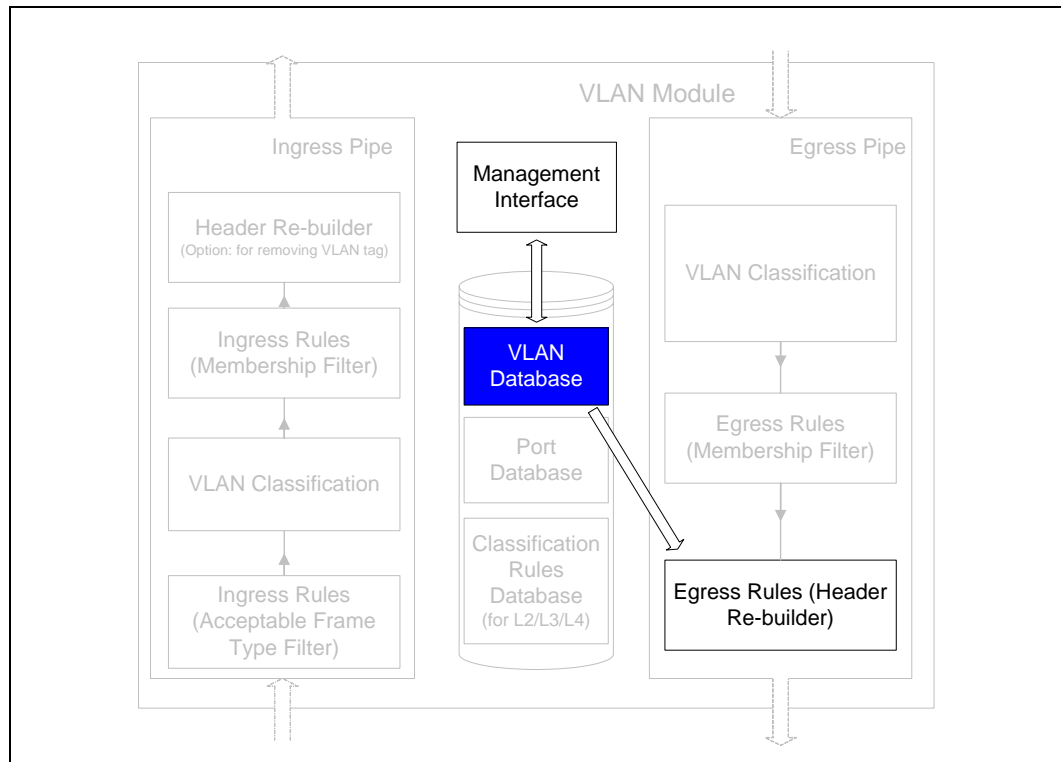 VLAN Module
Ingress Pipe
Header Re-builder
(Option: for removing VLAN tag)
Ingress Rules
(Membership Filter)
VLAN Classification
Ingress Rules
(Acceptable Frame
Type Filter)
Management
Interface
VLAN
Database
Port
Database
Classification
Rules
Database
(for L2/L3/L4)
Egress Pipe
VLAN Classification
Egress Rules
(Membership Filter)
Egress Rules (Header
Re-builder)